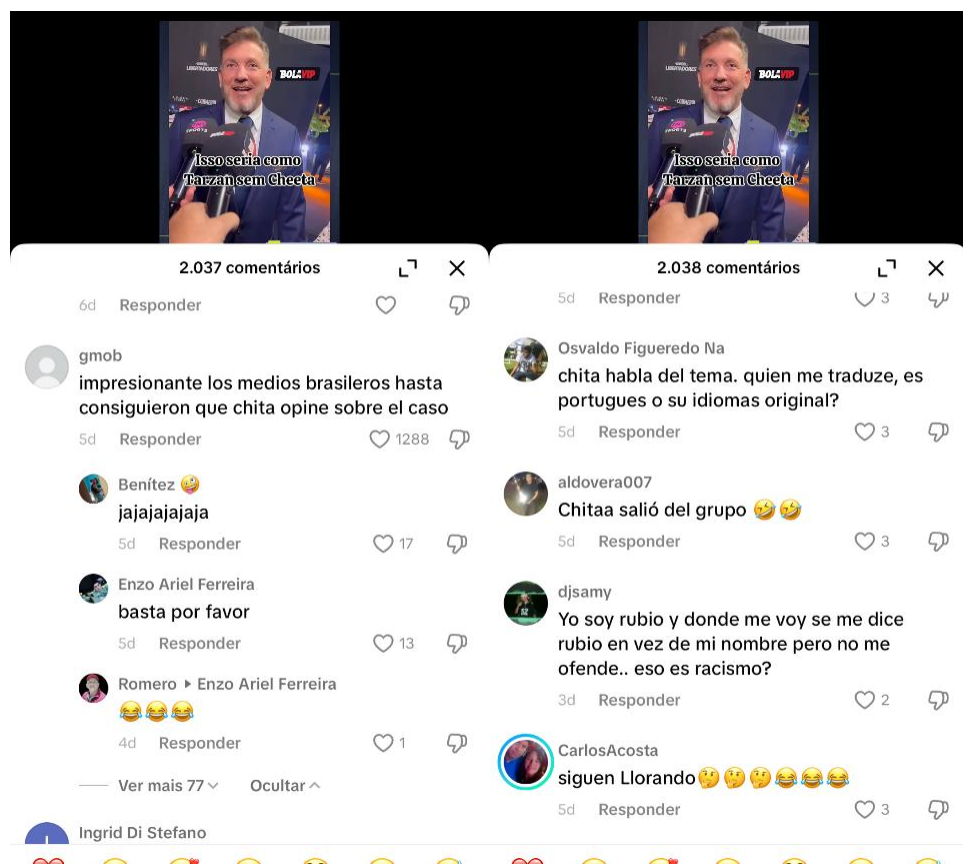 LIBERTADORES
BOLAVIP
Isso seria como
Tarzan sem Cheeta
2.037 comentários
6d Responder
gmob
impresionante los medios brasileros hasta
consiguieron que chita opine sobre el caso
5d Responder 1288
Benítez 🤪
jajajajajaja
5d Responder 17
Enzo Ariel Ferreira
basta por favor
5d Responder 13
Romero ▸ Enzo Ariel Ferreira
😂😂😂
4d Responder 1
Ver mais 77 Ocultar
Ingrid Di Stefano
LIBERTADORES
BOLAVIP
Isso seria como
Tarzan sem Cheeta
2.038 comentários
5d Responder 3
Osvaldo Figueredo Na
chita habla del tema. quien me traduze, es
portugues o su idiomas original?
5d Responder 3
aldovera007
Chitaa salió del grupo 🤣🤣
5d Responder 3
djsamy
Yo soy rubio y donde me voy se me dice
rubio en vez de mi nombre pero no me
ofende.. eso es racismo?
3d Responder 2
CarlosAcosta
siguen Llorando🤔🤔🤔😂😂😂
5d Responder 3